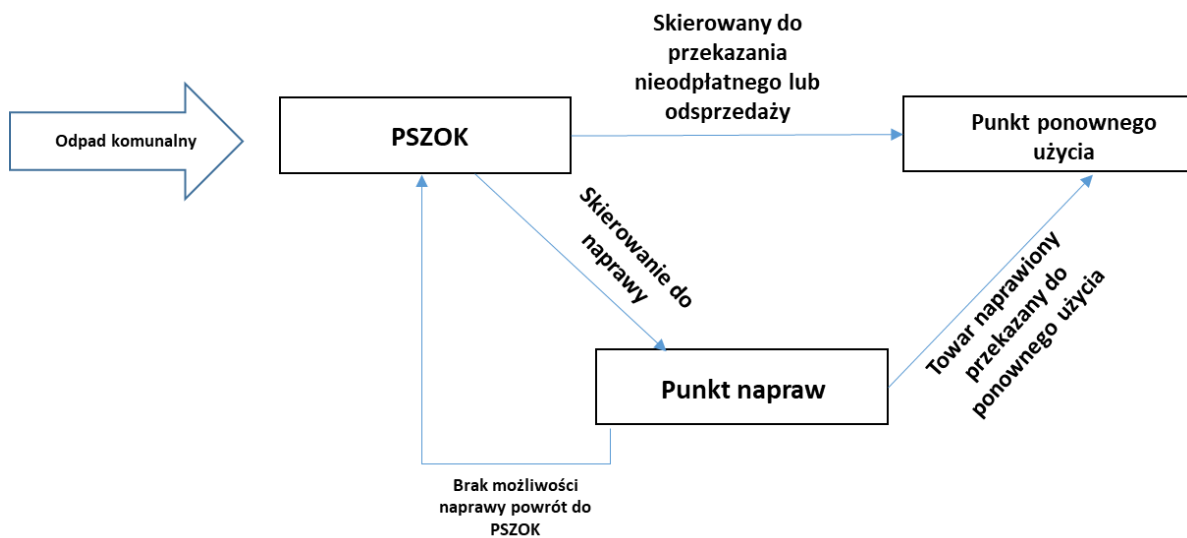 Skierowany do
przekazania
nieodpłatnego lub
odsprzedaży
Odpad komunalny
PSZOK
Punkt ponownego
użycia
Skierowanie do
naprawy
Towar naprawiony
przekazany do
ponownego użycia
Punkt napraw
Brak możliwości
naprawy powrót do
PSZOK